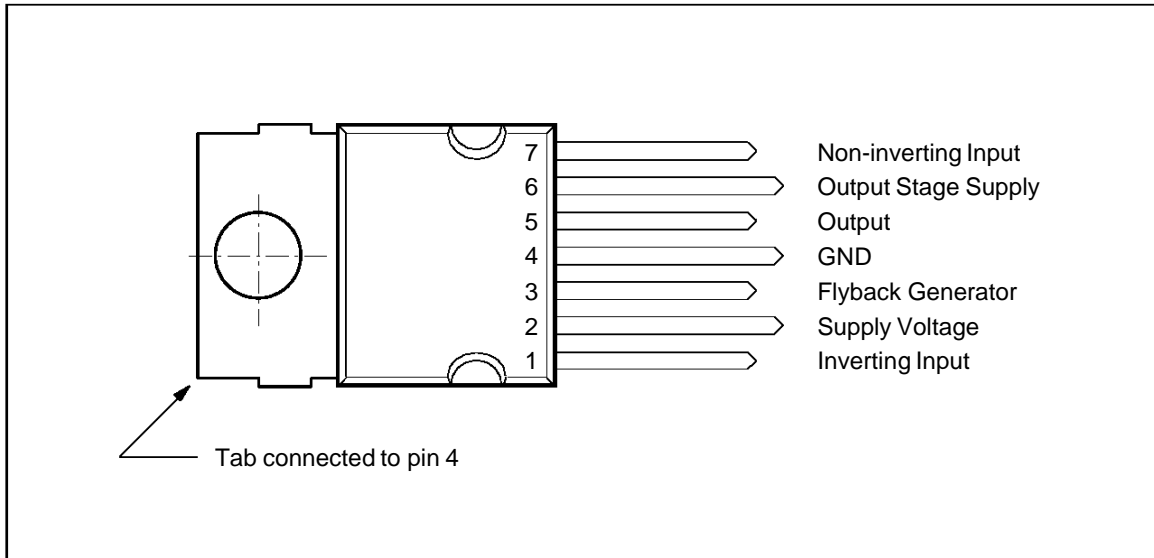 7 Non-inverting Input
6 Output Stage Supply
5 Output
4 GND
3 Flyback Generator
2 Supply Voltage
1 Inverting Input
Tab connected to pin 4